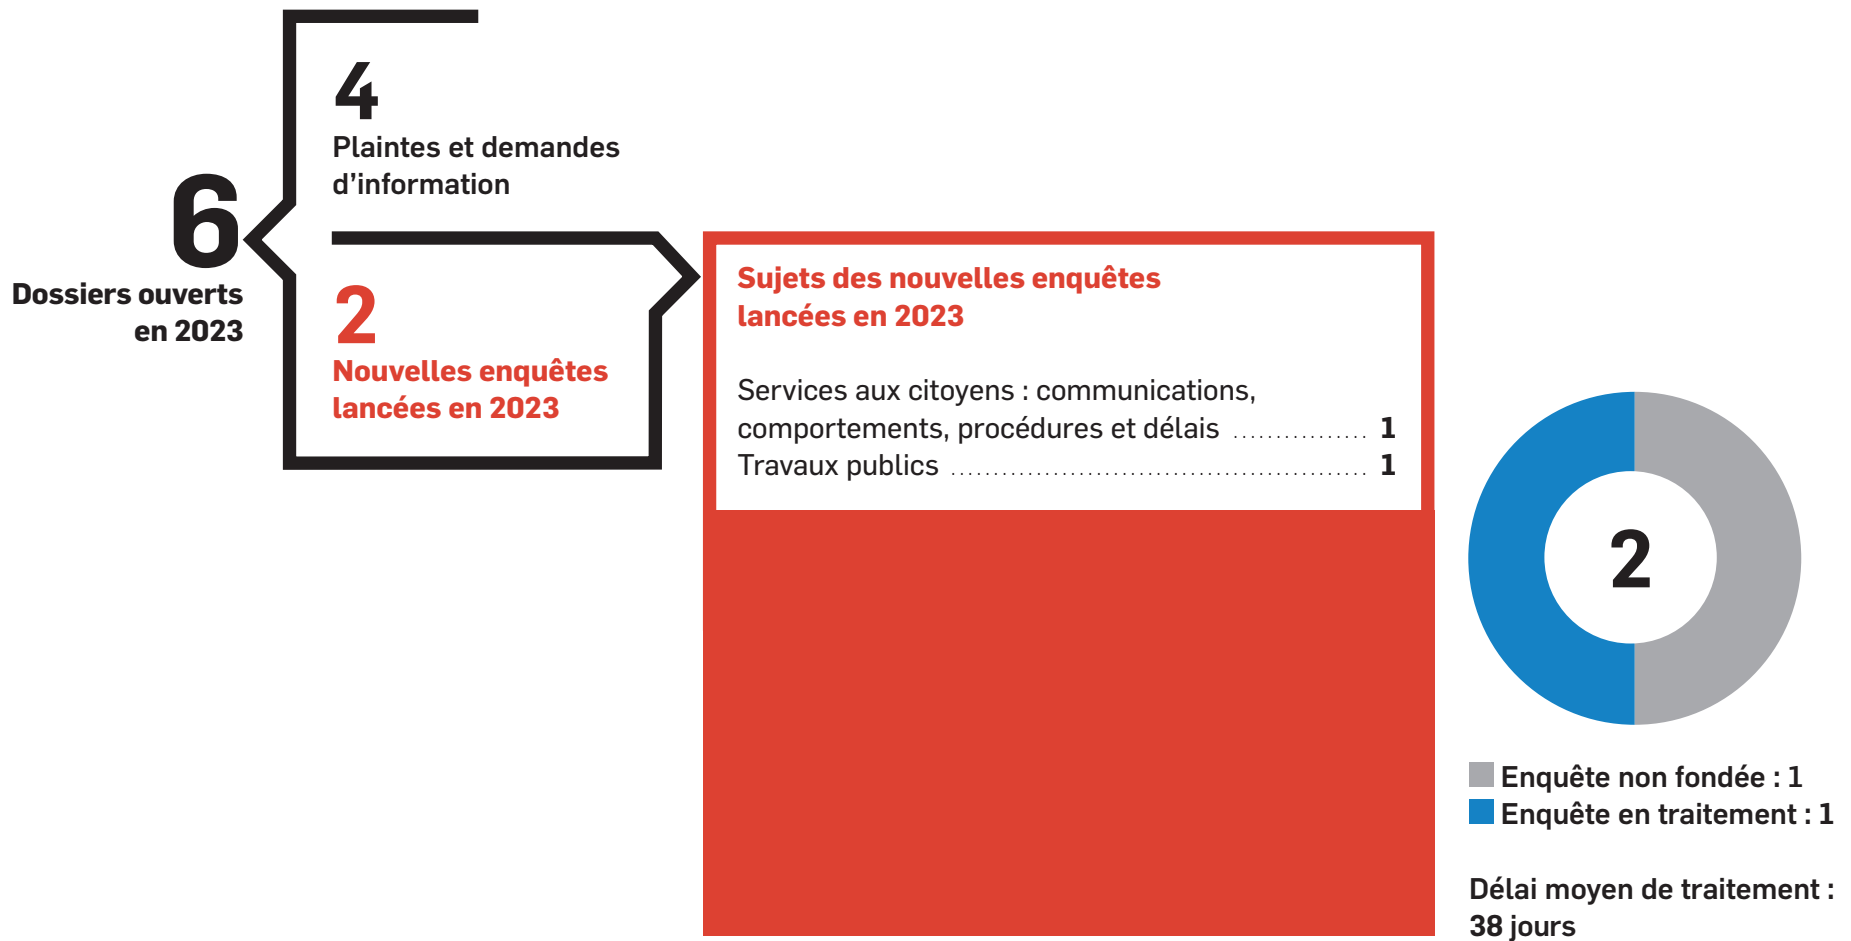 6
Dossiers ouverts
en 2023
4
Plaintes et demandes
d’information
2
Nouvelles enquêtes
lancées en 2023
Sujets des nouvelles enquêtes
lancées en 2023
Services aux citoyens : communications,
comportements, procédures et délais ................ 1
Travaux publics ................................................. 1
2
Enquête non fondée : 1
Enquête en traitement : 1
Délai moyen de traitement :
38 jours